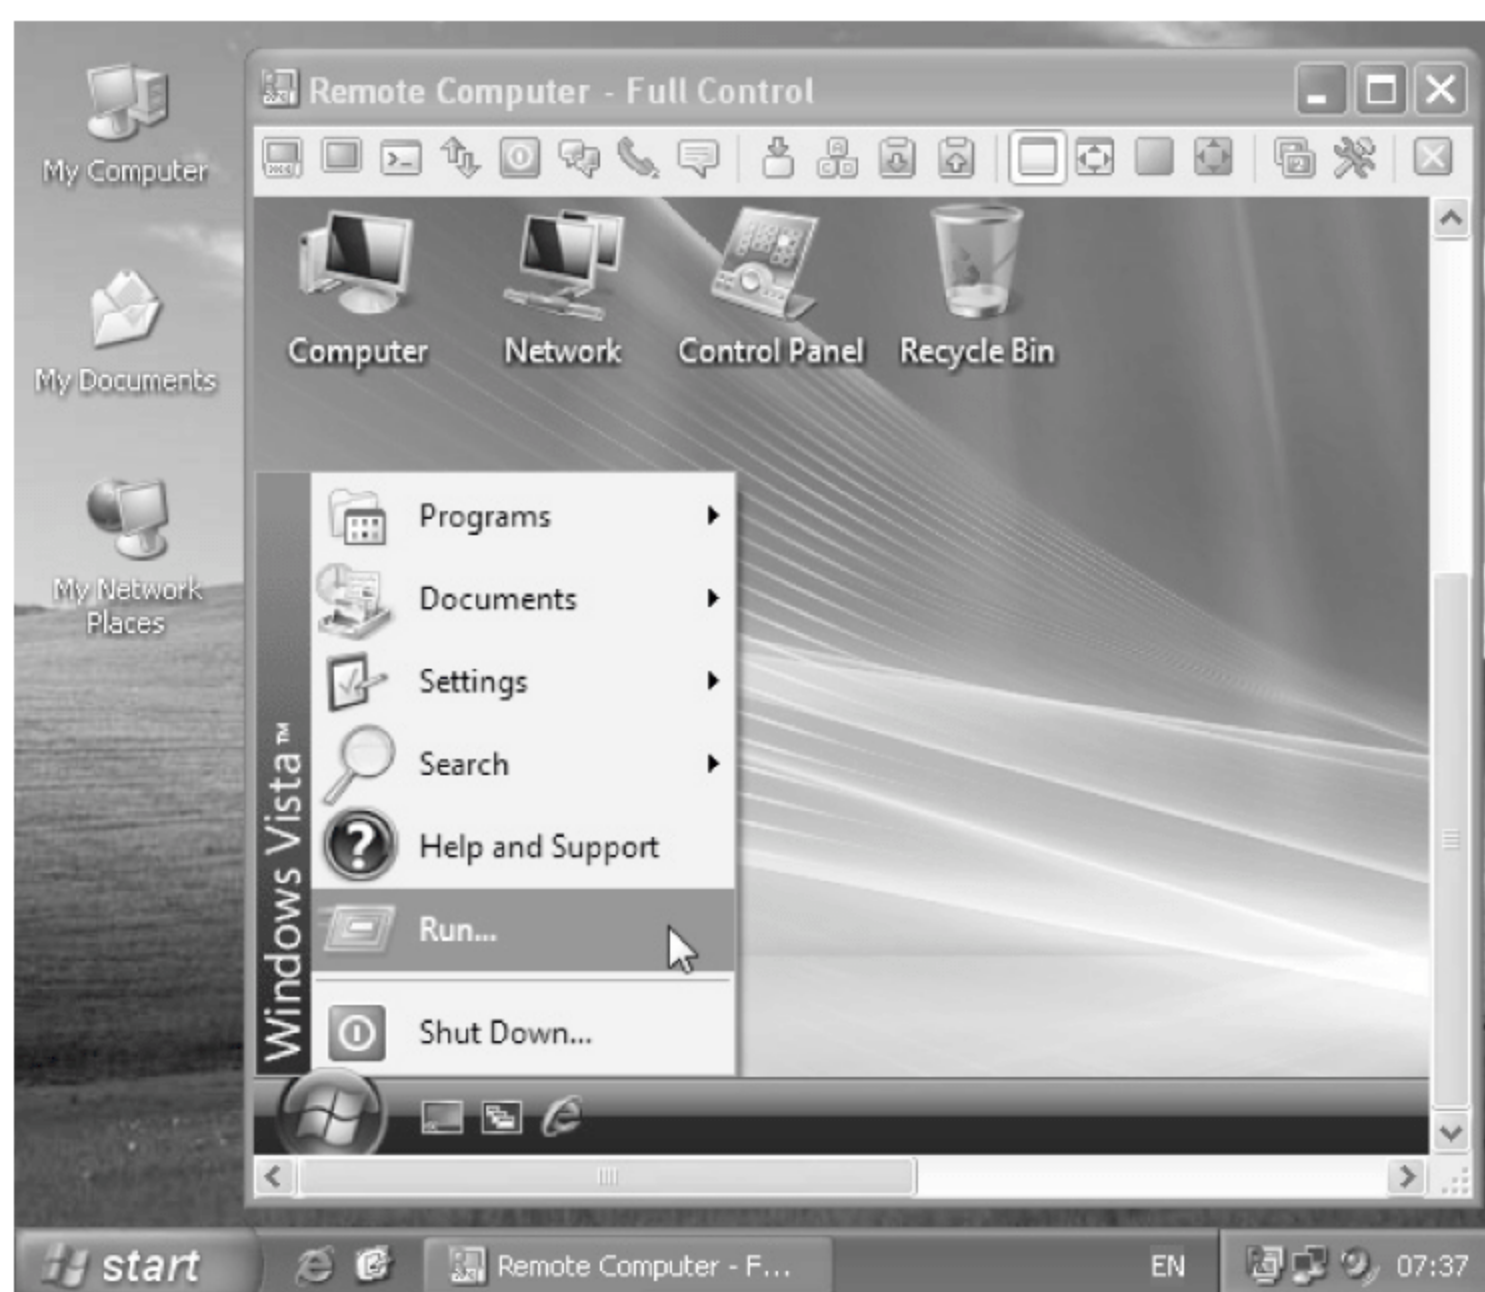 Remote Computer - Full Control
My Computer
My Documents
My Network
Places
Computer
Network
Control Panel
Recycle Bin
Programs
Documents
Settings
Search
Help and Support
Run...
Shut Down...
Windows Vista™
start
Remote Computer - F...
EN
07:37